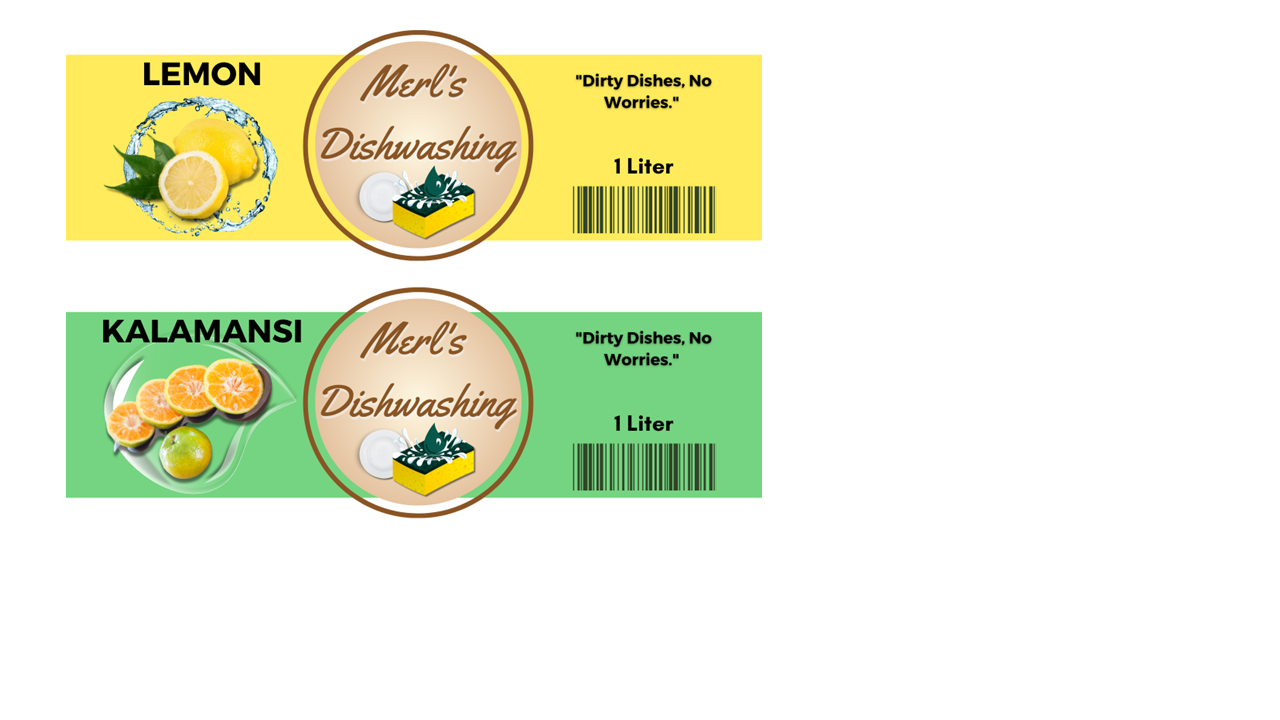 LEMON
Merl's
Dishwashing
"Dirty Dishes, No
Worries."
1 Liter
KALAMANSI
Merl's
Dishwashing
"Dirty Dishes, No
Worries."
1 Liter